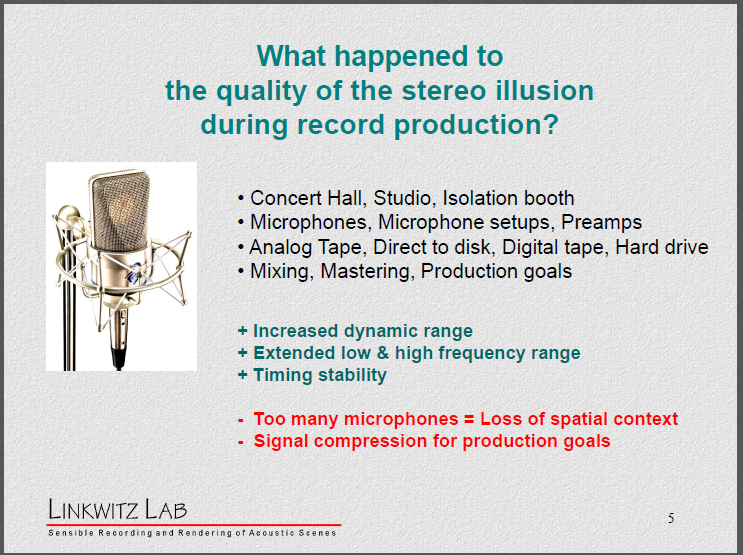 What happened to
the quality of the stereo illusion
during record production?
• Concert Hall, Studio, Isolation booth
• Microphones, Microphone setups, Preamps
• Analog Tape, Direct to disk, Digital tape, Hard drive
• Mixing, Mastering, Production goals
+ Increased dynamic range
+ Extended low & high frequency range
+ Timing stability
- Too many microphones = Loss of spatial context
- Signal compression for production goals
LINKWITZ LAB
Sensible Recording and Rendering of Acoustic Scenes
5